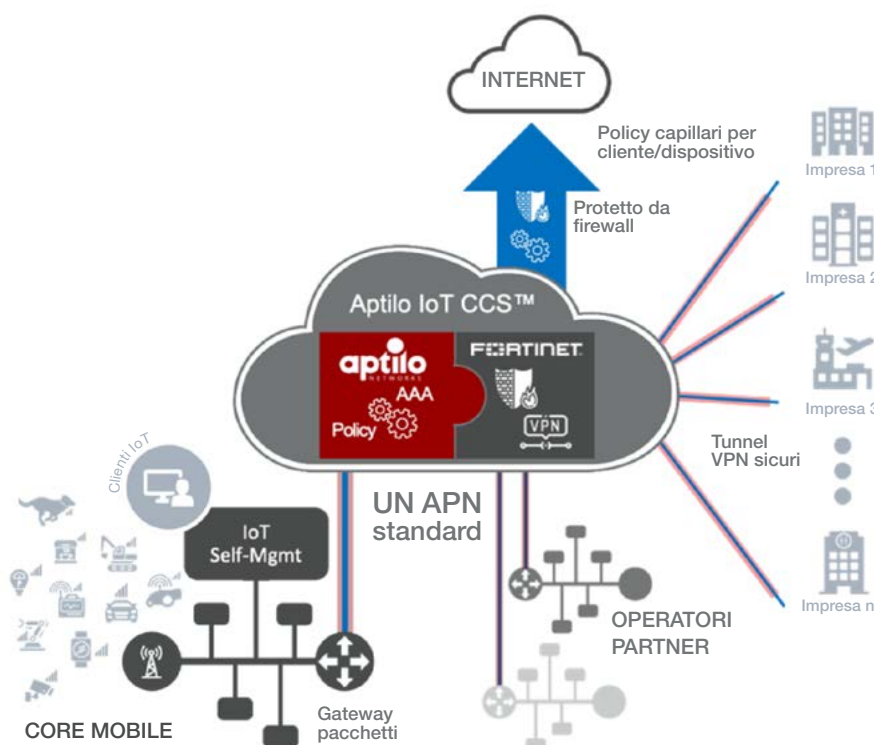 INTERNET
Policy capillari per
cliente/dispositivo
Impresa 1
Protetto da
firewall
Impresa 2
Aptilo IoT CCS™
aptilo
NETWORKS
AAA
Policy
FORTINET
VPN
Impresa 3
Tunnel
VPN sicuri
Clienti IoT
UN APN
standard
IoT
Self-Mgmt
OPERATORI
PARTNER
Impresa n
Gateway
pacchetti
CORE MOBILE